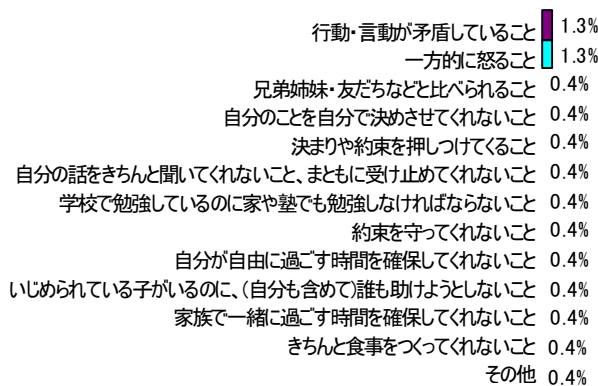 行動・言動が矛盾していること 1.3%
一方的に怒ること 1.3%
兄弟姉妹・友だちなどと比べられること 0.4%
自分のことを自分で決めさせてくれないこと 0.4%
決まりや約束を押しつけてくること 0.4%
自分の話をきちんと聞いてくれないこと、まともに受け止めてくれないこと 0.4%
学校で勉強しているのに家や塾でも勉強しなければならないこと 0.4%
約束を守ってくれないこと 0.4%
自分が自由に過ごす時間を確保してくれないこと 0.4%
いじめられている子がいるのに、(自分も含めて)誰も助けようとしないこと 0.4%
家族で一緒に過ごす時間を確保してくれないこと 0.4%
きちんと食事をつくってくれないこと 0.4%
その他 0.4%